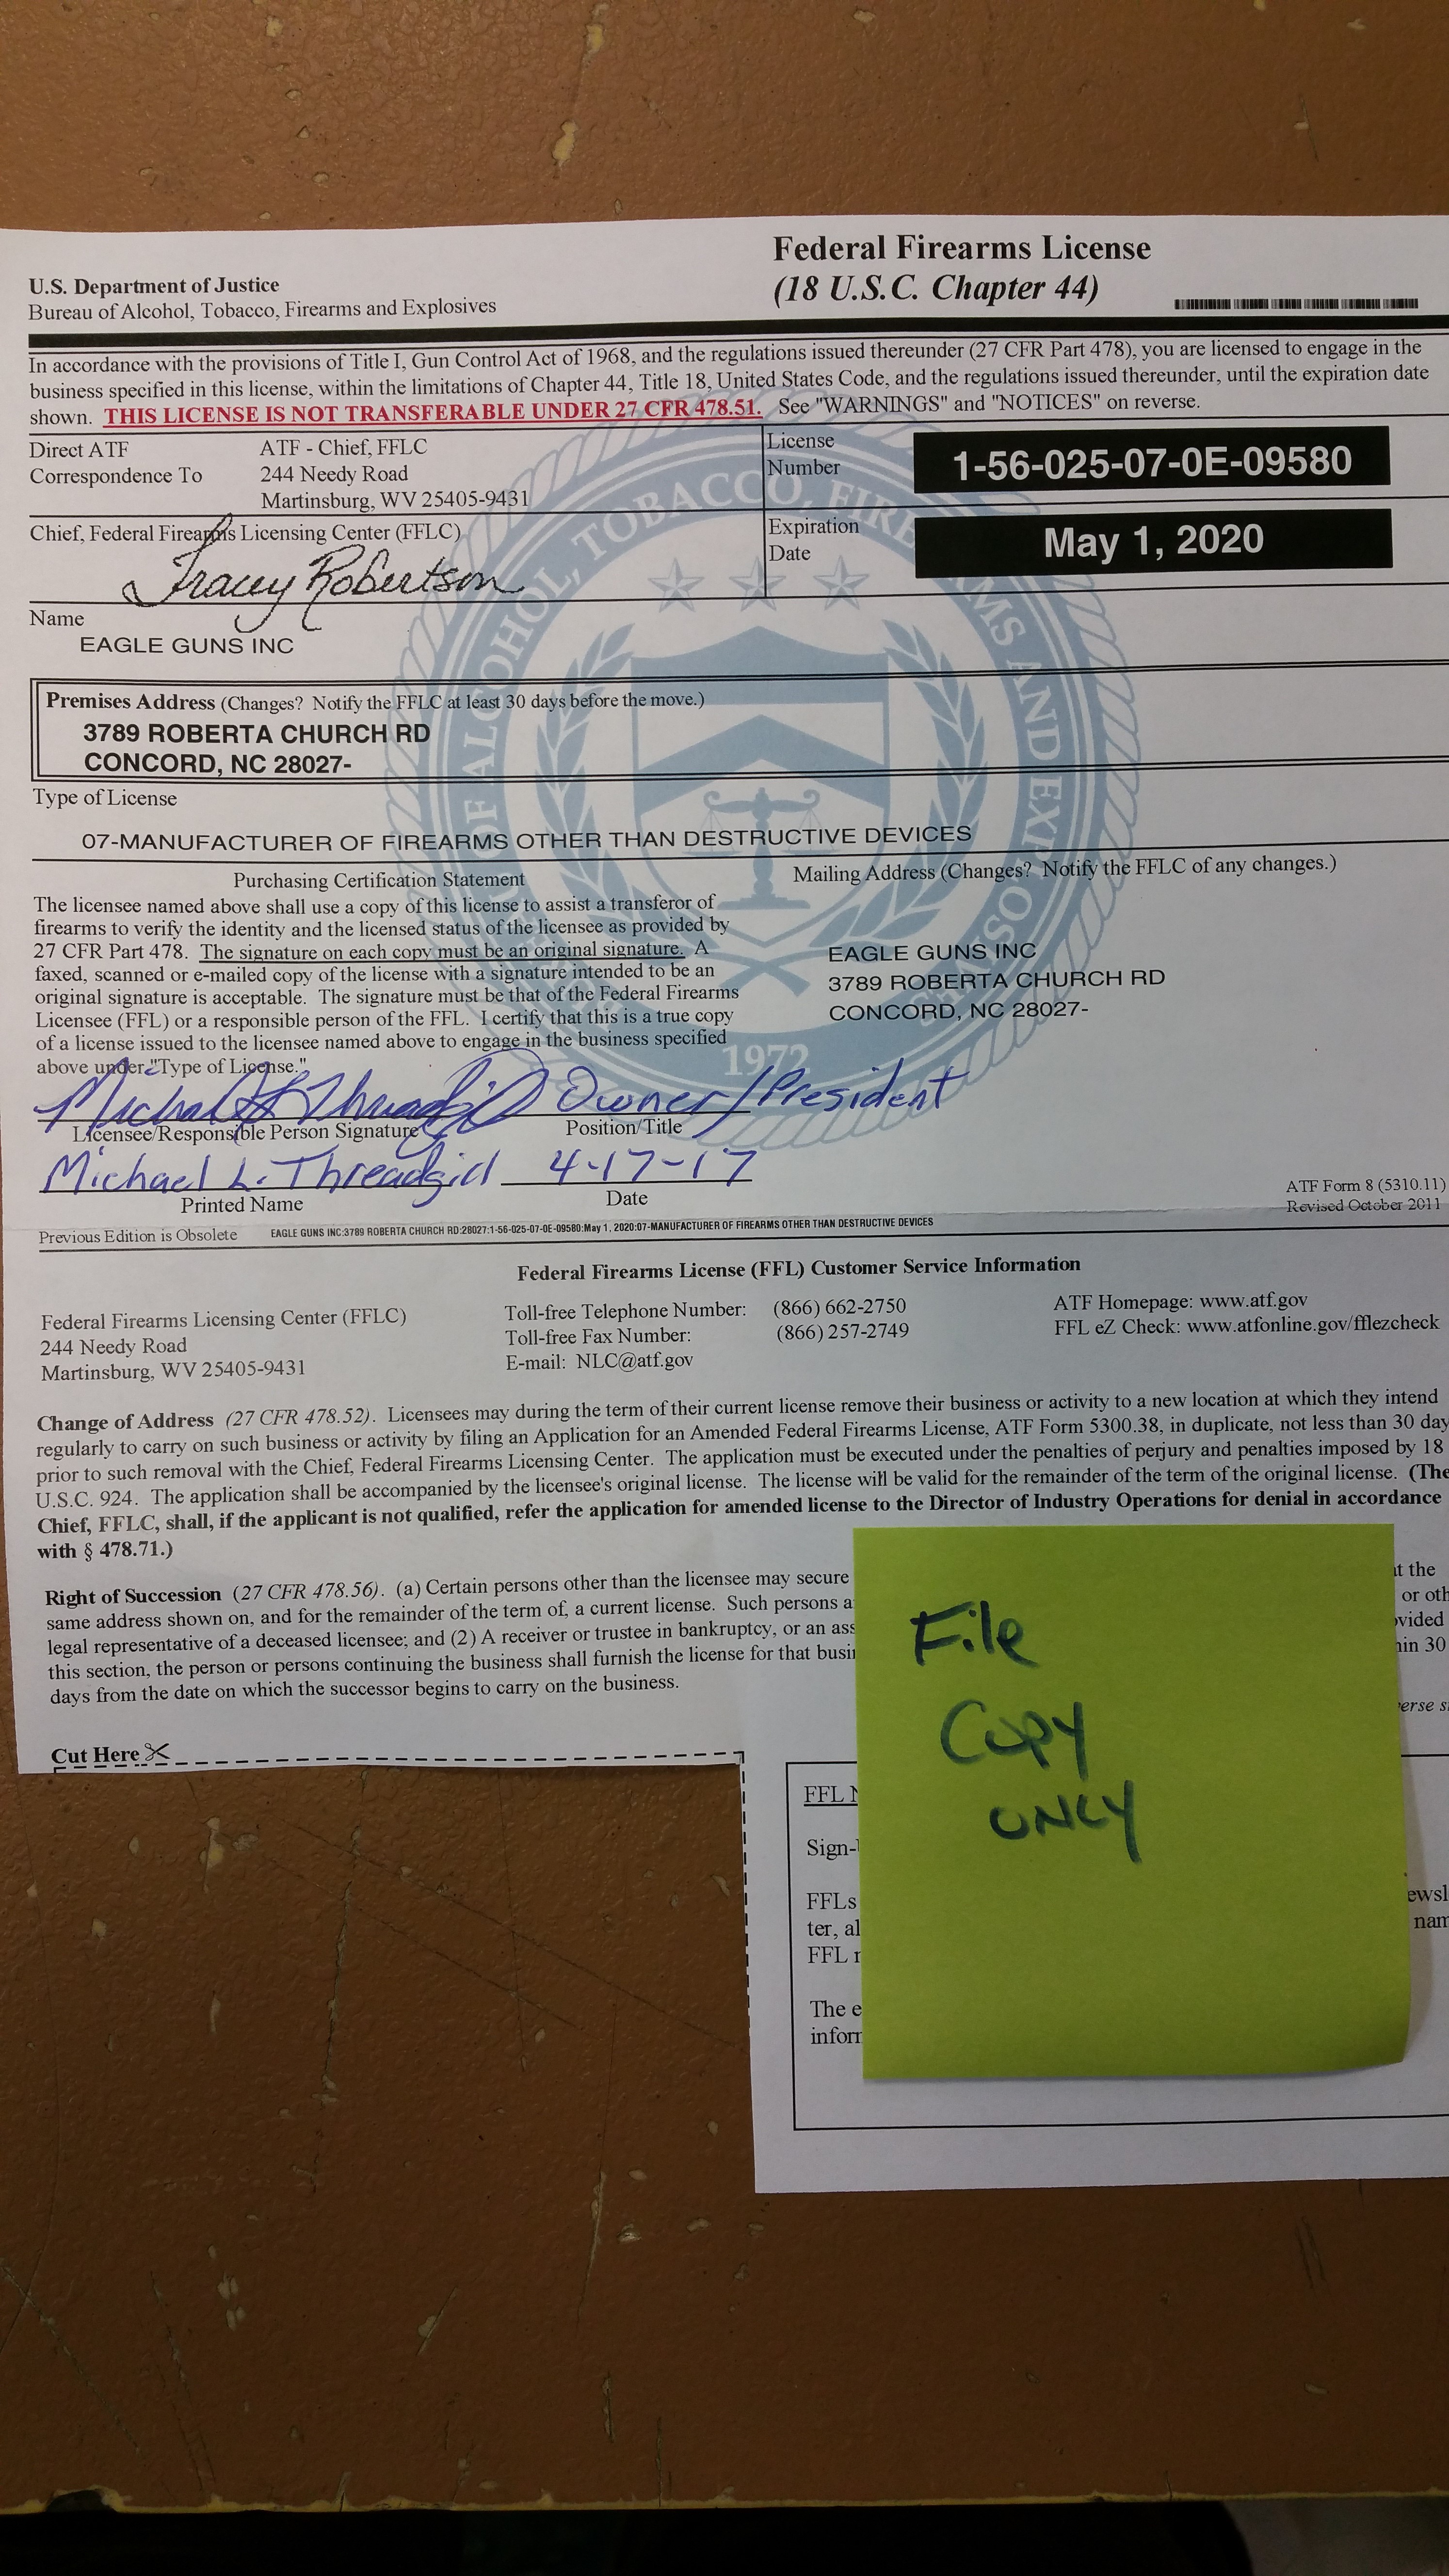 Federal Firearms License
(18 U.S.C. Chapter 44)
U.S. Department of Justice
Bureau of Alcohol, Tobacco, Firearms and Explosives
In accordance with the provisions of Title I, Gun Control Act of 1968, and the regulations issued thereunder (27 CFR Part 478), you are licensed to engage in the
business specified in this license, within the limitations of Chapter 44, Title 18, United States Code, and the regulations issued thereunder, until the expiration date
shown. THIS LICENSE IS NOT TRANSFERABLE UNDER 27 CFR 478.51. See "WARNINGS" and "NOTICES" on reverse.
Direct ATF
Correspondence To
ATF - Chief, FFLC
244 Needy Road
Martinsburg, WV 25405-9431
License
Number
1-56-025-07-0E-09580
Chief, Federal Firearms Licensing Center (FFLC)
Tracey Robertson
Expiration
Date
May 1, 2020
Name
EAGLE GUNS INC
Premises Address (Changes? Notify the FFLC at least 30 days before the move.)
3789 ROBERTA CHURCH RD
CONCORD, NC 28027-
Type of License
07-MANUFACTURER OF FIREARMS OTHER THAN DESTRUCTIVE DEVICES
Purchasing Certification Statement
The licensee named above shall use a copy of this license to assist a transferor of
firearms to verify the identity and the licensed status of the licensee as provided by
27 CFR Part 478. The signature on each copy must be an original signature. A
faxed, scanned or e-mailed copy of the license with a signature intended to be an
original signature is acceptable. The signature must be that of the Federal Firearms
Licensee (FFL) or a responsible person of the FFL. I certify that this is a true copy
of a license issued to the licensee named above to engage in the business specified
above under "Type of License."
Mailing Address (Changes? Notify the FFLC of any changes.)
EAGLE GUNS INC
3789 ROBERTA CHURCH RD
CONCORD, NC 28027-
1972
Michael L Threadgill Owner/President
Licensee/Responsible Person Signature Position/Title
Michael L. Threadgill 4-17-17
Printed Name Date
ATF Form 8 (5310.11)
Revised October 2011
Previous Edition is Obsolete EAGLE GUNS INC:3789 ROBERTA CHURCH RD:28027:1-56-025-07-0E-09580:May 1, 2020:07-MANUFACTURER OF FIREARMS OTHER THAN DESTRUCTIVE DEVICES
Federal Firearms License (FFL) Customer Service Information
Federal Firearms Licensing Center (FFLC)
244 Needy Road
Martinsburg, WV 25405-9431
Toll-free Telephone Number: (866) 662-2750
Toll-free Fax Number: (866) 257-2749
E-mail: NLC@atf.gov
ATF Homepage: www.atf.gov
FFL eZ Check: www.atfonline.gov/fflezcheck
Change of Address (27 CFR 478.52). Licensees may during the term of their current license remove their business or activity to a new location at which they intend
regularly to carry on such business or activity by filing an Application for an Amended Federal Firearms License, ATF Form 5300.38, in duplicate, not less than 30 day
prior to such removal with the Chief, Federal Firearms Licensing Center. The application must be executed under the penalties of perjury and penalties imposed by 18
U.S.C. 924. The application shall be accompanied by the licensee's original license. The license will be valid for the remainder of the term of the original license. (The
Chief, FFLC, shall, if the applicant is not qualified, refer the application for amended license to the Director of Industry Operations for denial in accordance
with § 478.71.)
Right of Succession (27 CFR 478.56). (a) Certain persons other than the licensee may secure
same address shown on, and for the remainder of the term of, a current license. Such persons a
legal representative of a deceased licensee; and (2) A receiver or trustee in bankruptcy, or an ass
this section, the person or persons continuing the business shall furnish the license for that busi
days from the date on which the successor begins to carry on the business.
the
or oth
vided
hin 30
erse s
File
Copy
ONLY
Cut Here
FFL
Sign-
FFLs
ter, al
FFL
The e
infor
ewsl
nam